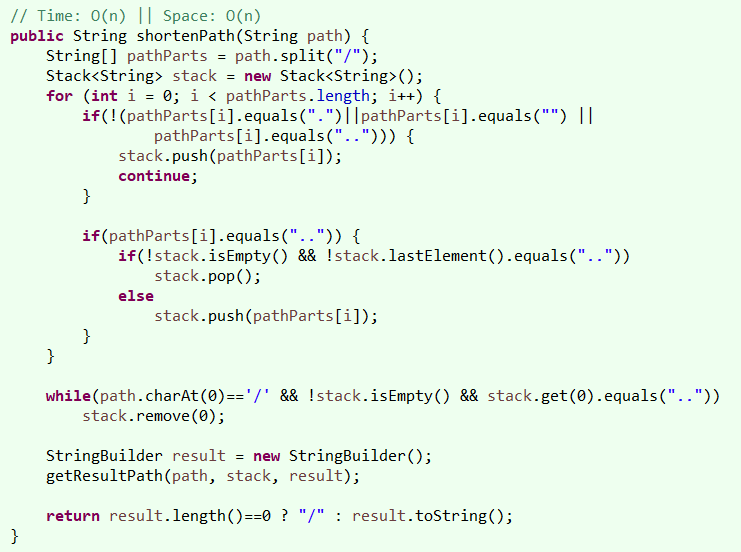 // Time: O(n) || Space: O(n)
public String shortenPath(String path) {
    String[] pathParts = path.split("/");
    Stack<String> stack = new Stack<String>();
    for (int i = 0; i < pathParts.length; i++) {
        if(!(pathParts[i].equals(".")||pathParts[i].equals("") ||
                pathParts[i].equals(".."))) {
            stack.push(pathParts[i]);
            continue;
        }

        if(pathParts[i].equals("..")) {
            if(!stack.isEmpty() && !stack.lastElement().equals(".."))
                stack.pop();
            else
                stack.push(pathParts[i]);
        }
    }

    while(path.charAt(0)=='/' && !stack.isEmpty() && stack.get(0).equals(".."))
        stack.remove(0);

    StringBuilder result = new StringBuilder();
    getResultPath(path, stack, result);

    return result.length()==0 ? "/" : result.toString();
}